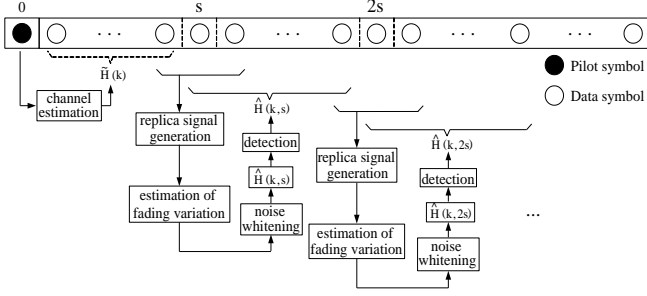 0 s 2s
· · · · · · · · · · · ·
H̃(k)
Pilot symbol
Data symbol
channel
estimation
replica signal
generation
estimation of
fading variation
Ĥ(k,s)
detection
Ĥ(k,s)
noise
whitening
replica signal
generation
estimation of
fading variation
Ĥ(k,2s)
detection
Ĥ(k,2s)
noise
whitening
...